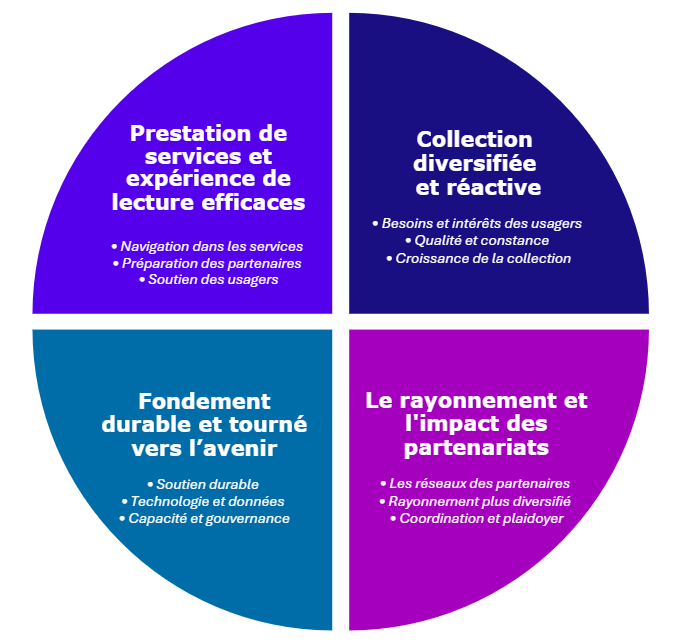 Prestation de
services et
expérience de
lecture efficaces
• Navigation dans les services
• Préparation des partenaires
• Soutien des usagers
Collection
diversifiée
et réactive
• Besoins et intérêts des usagers
• Qualité et constance
• Croissance de la collection
Fondement
durable et tourné
vers l’avenir
• Soutien durable
• Technologie et données
• Capacité et gouvernance
Le rayonnement et
l'impact des
partenariats
• Les réseaux des partenaires
• Rayonnement plus diversifié
• Coordination et plaidoyer